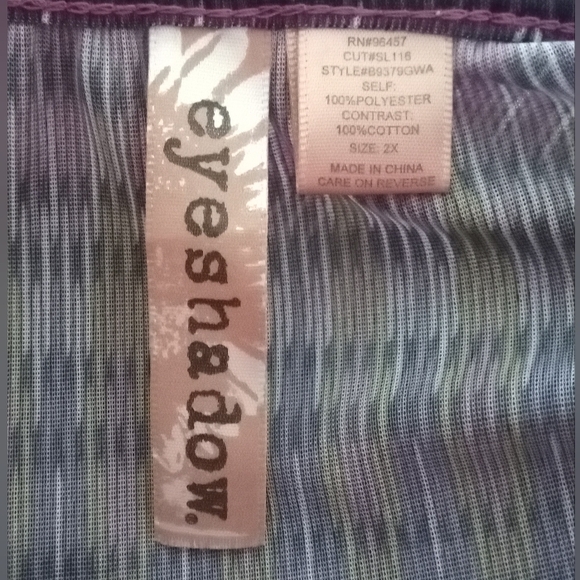 eyeshadow.
RN#96457
CUT#SL116
STYLE#B9379GWA
SELF:
100%POLYESTER
CONTRAST:
100%COTTON
SIZE: 2X
MADE IN CHINA
CARE ON REVERSE